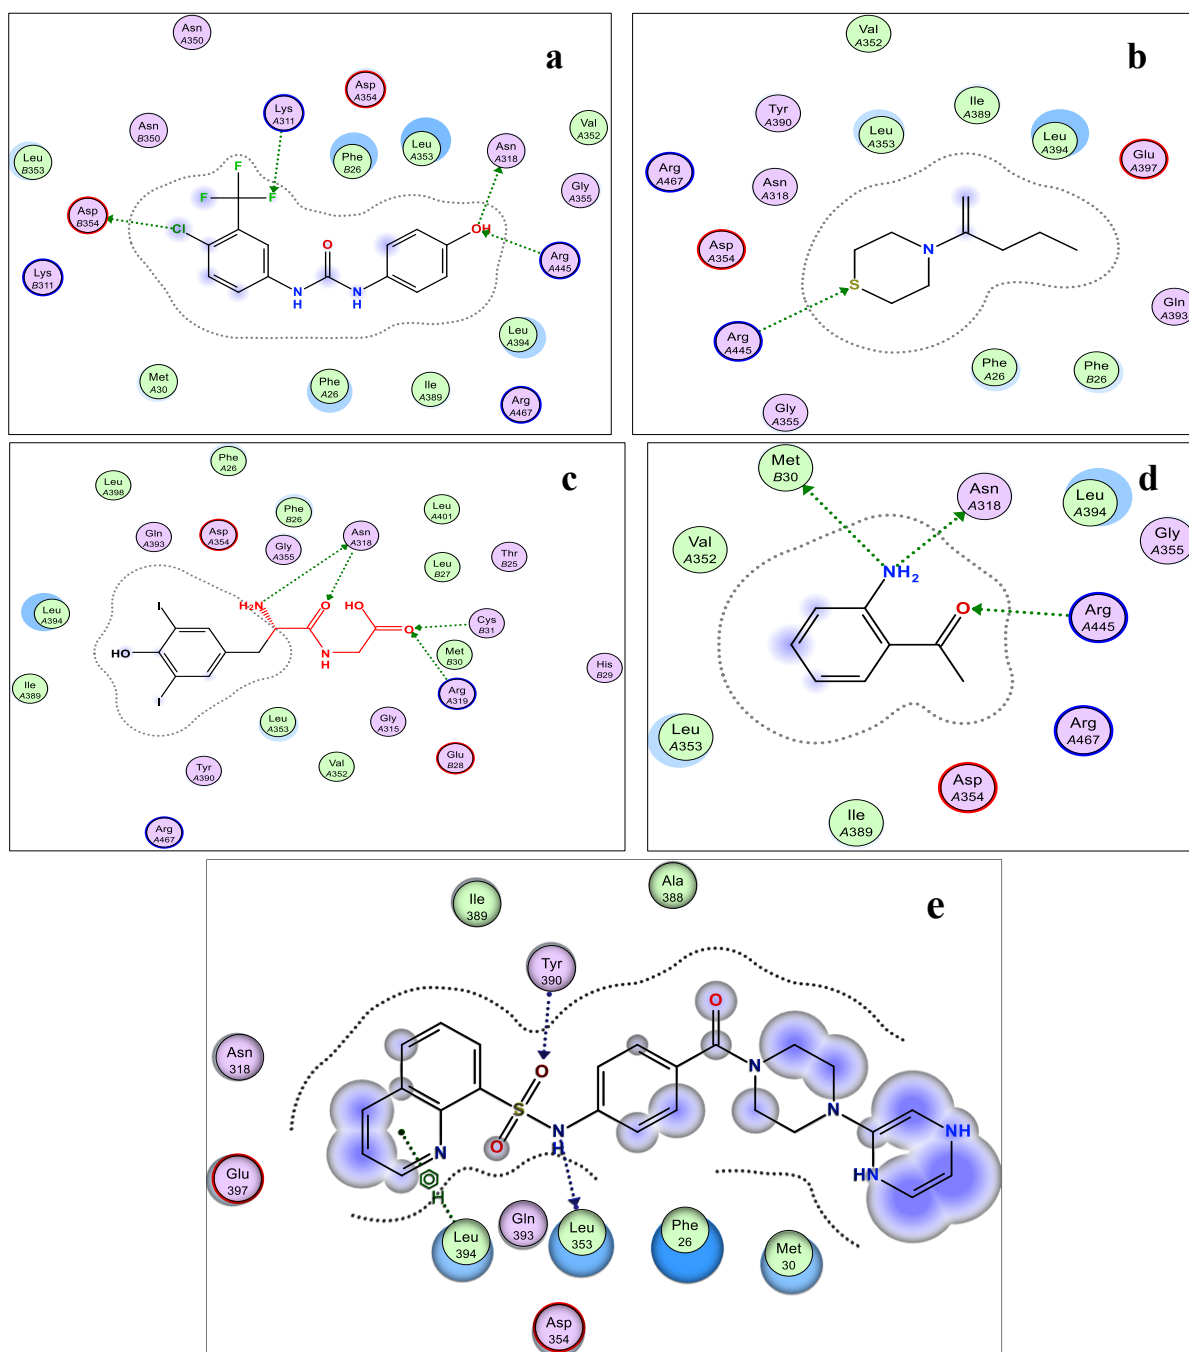 a
Asn
A350
Asp
A354
Lys
A311
Asn
B350
Leu
B353
Phe
B26
Leu
A353
Asn
A318
Val
A352
Gly
A355
Asp
B354
Lys
B311
Arg
A445
Leu
A394
Met
A30
Phe
A26
Ile
A389
Arg
A467
F
F
F
Cl
O
N
H
N
H
OH
b
Val
A352
Tyr
A390
Leu
A353
Ile
A389
Leu
A394
Glu
A397
Arg
A467
Asn
A318
Asp
A354
Arg
A445
Gly
A355
Gln
A393
Phe
A26
Phe
B26
N
S
c
Phe
A26
Leu
A398
Phe
B26
Leu
A401
Gln
A393
Asp
A354
Gly
A355
Asn
A318
Thr
B25
Leu
B27
Leu
A394
Cys
B31
Met
B30
His
B29
Ile
A389
Arg
A319
Leu
A353
Gly
A315
Glu
B28
Tyr
A390
Val
A352
Arg
A467
I
HO
I
H₂N
O
HO
O
N
H
d
Met
B30
Asn
A318
Leu
A394
Gly
A355
Val
A352
Arg
A445
Leu
A353
Arg
A467
Asp
A354
Ile
A389
NH₂
O
e
Ile
389
Ala
388
Tyr
390
Asn
318
Glu
397
Leu
394
Gln
393
Leu
353
Phe
26
Met
30
Asp
354
O
O
S
O
N
N
H
N
N
NH
HN
H